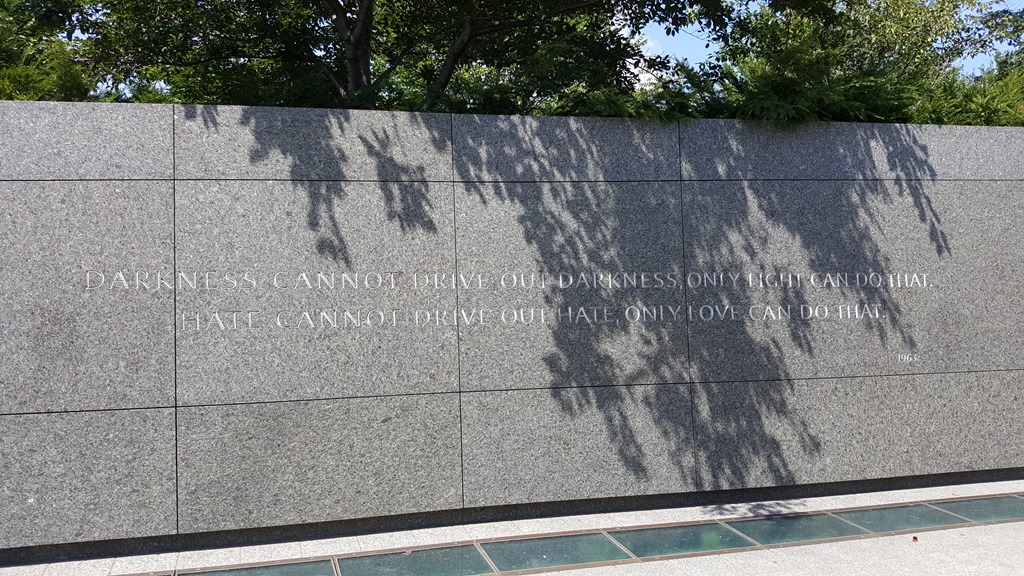 DARKNESS CANNOT DRIVE OUT DARKNESS, ONLY LIGHT CAN DO THAT.
HATE CANNOT DRIVE OUT HATE, ONLY LOVE CAN DO THAT.
1963